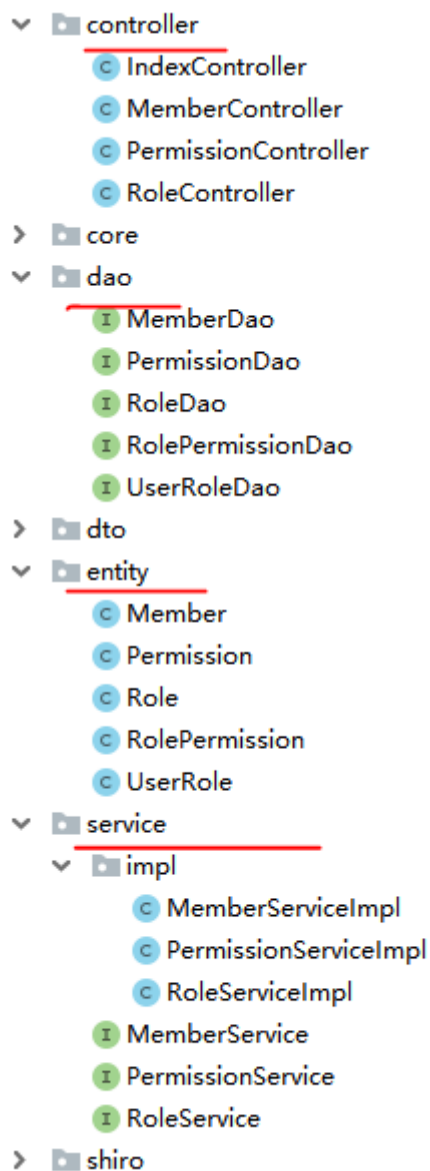 controller
IndexController
MemberController
PermissionController
RoleController
core
dao
MemberDao
PermissionDao
RoleDao
RolePermissionDao
UserRoleDao
dto
entity
Member
Permission
Role
RolePermission
UserRole
service
impl
MemberServiceImpl
PermissionServiceImpl
RoleServiceImpl
MemberService
PermissionService
RoleService
shiro